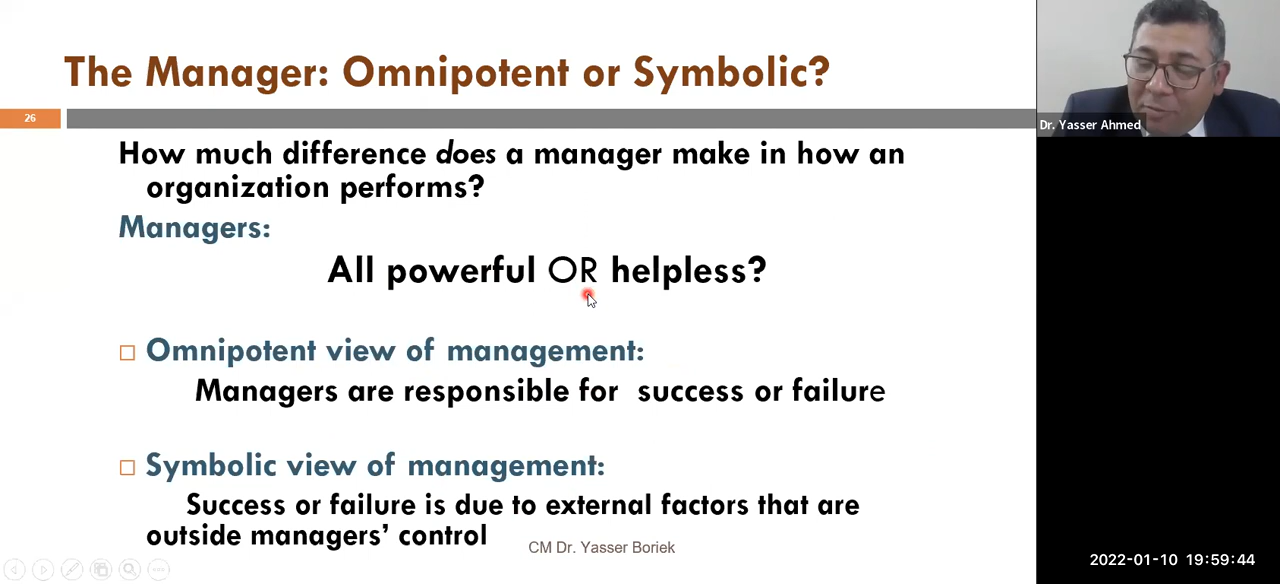 The Manager: Omnipotent or Symbolic?
26
How much difference does a manager make in how an
organization performs?
Managers:
All powerful OR helpless?
□ Omnipotent view of management:
Managers are responsible for success or failure
□ Symbolic view of management:
Success or failure is due to external factors that are
outside managers’ control
CM Dr. Yasser Boriek
Dr. Yasser Ahmed
2022-01-10 19:59:44